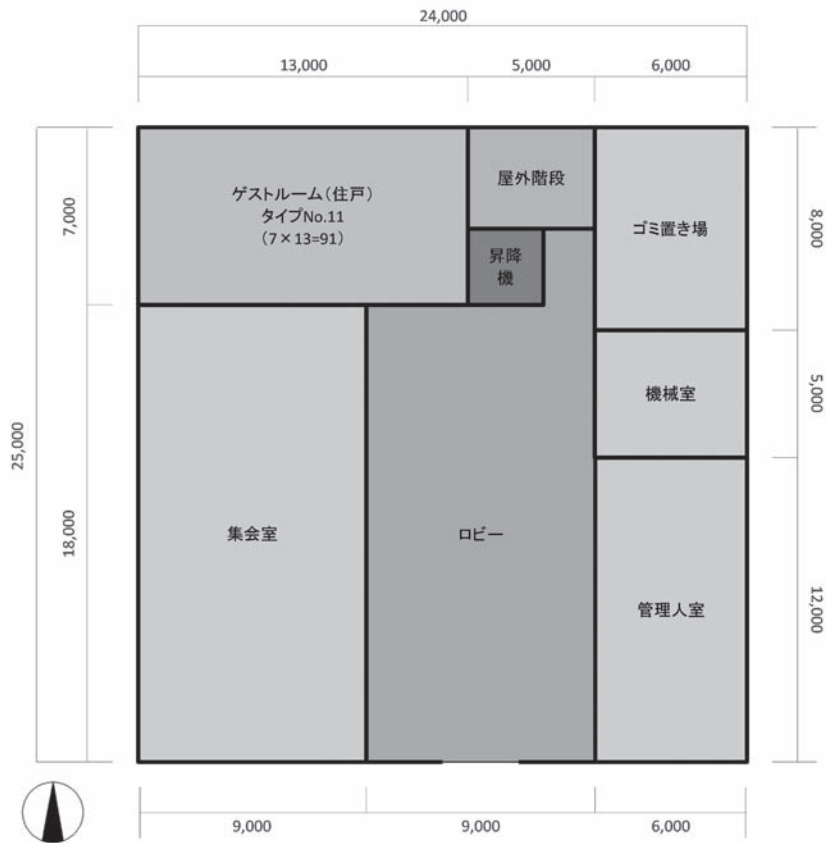 24,000
13,000
5,000
6,000
ゲストルーム(住戸)
タイプNo.11
(7×13=91)
屋外階段
ゴミ置き場
昇降
機
機械室
集会室
ロビー
管理人室
7,000
18,000
25,000
8,000
5,000
12,000
9,000
9,000
6,000